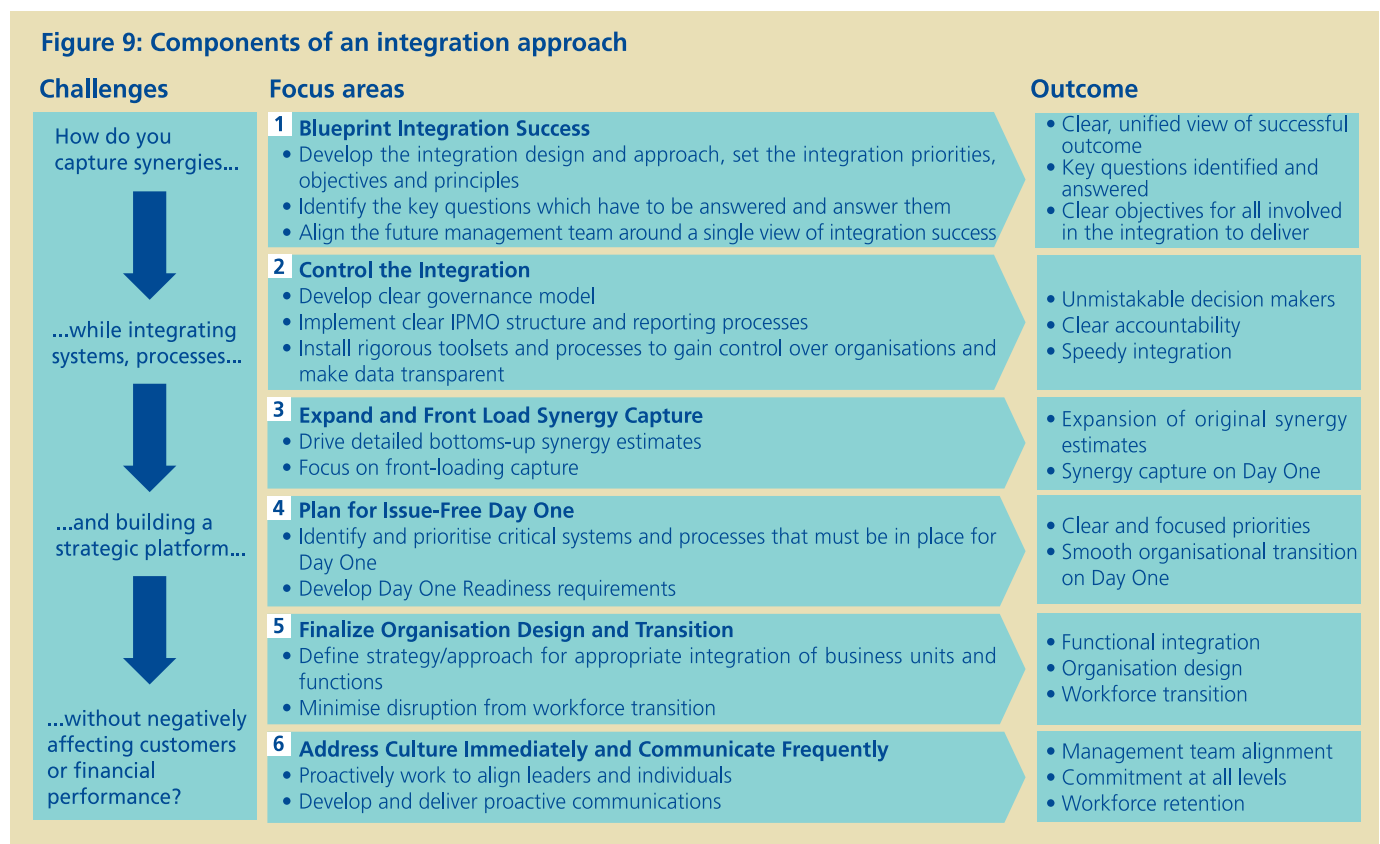 Figure 9: Components of an integration approach
Challenges
Focus areas
Outcome
How do you
capture synergies...
...while integrating
systems, processes...
...and building a
strategic platform...
...without negatively
affecting customers
or financial
performance?
1 Blueprint Integration Success
• Develop the integration design and approach, set the integration priorities,
objectives and principles
• Identify the key questions which have to be answered and answer them
• Align the future management team around a single view of integration success
• Clear, unified view of successful
outcome
• Key questions identified and
answered
• Clear objectives for all involved
in the integration to deliver
2 Control the Integration
• Develop clear governance model
• Implement clear IPMO structure and reporting processes
• Install rigorous toolsets and processes to gain control over organisations and
make data transparent
• Unmistakable decision makers
• Clear accountability
• Speedy integration
3 Expand and Front Load Synergy Capture
• Drive detailed bottoms-up synergy estimates
• Focus on front-loading capture
• Expansion of original synergy
estimates
• Synergy capture on Day One
4 Plan for Issue-Free Day One
• Identify and prioritise critical systems and processes that must be in place for
Day One
• Develop Day One Readiness requirements
• Clear and focused priorities
• Smooth organisational transition
on Day One
5 Finalize Organisation Design and Transition
• Define strategy/approach for appropriate integration of business units and
functions
• Minimise disruption from workforce transition
• Functional integration
• Organisation design
• Workforce transition
6 Address Culture Immediately and Communicate Frequently
• Proactively work to align leaders and individuals
• Develop and deliver proactive communications
• Management team alignment
• Commitment at all levels
• Workforce retention